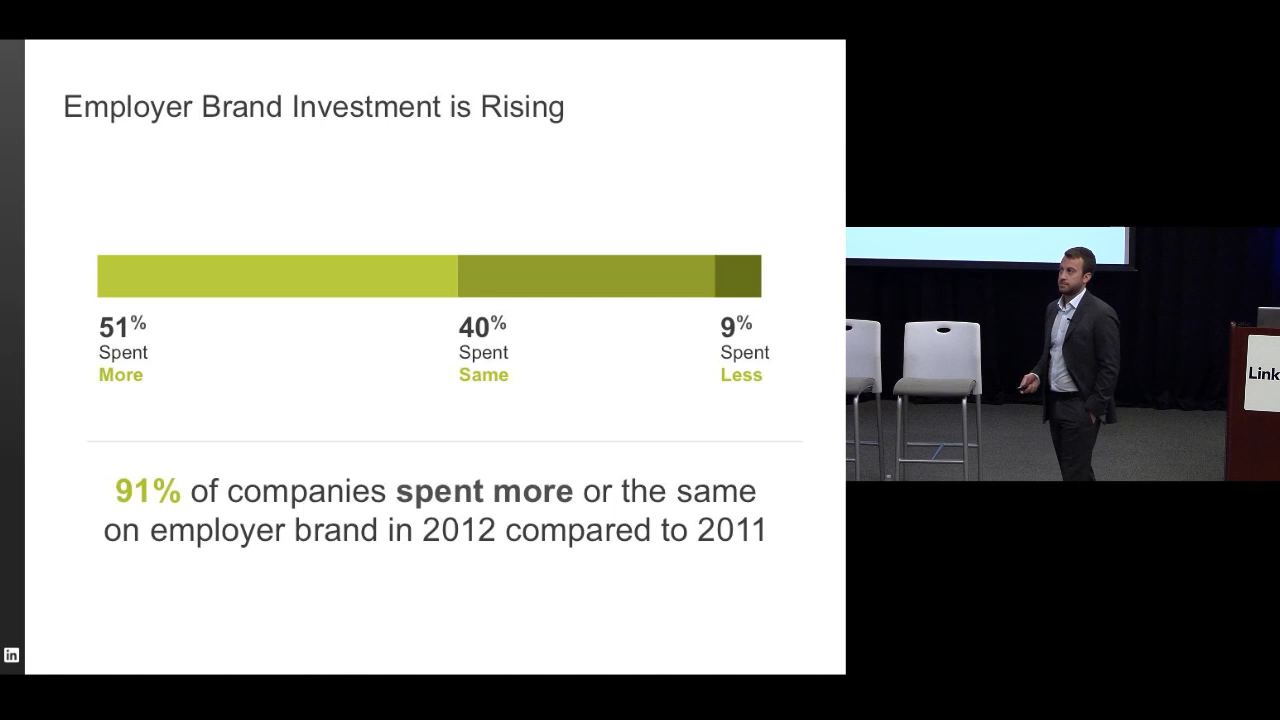 Employer Brand Investment is Rising
51% 40% 9%
Spent Spent Spent
More Same Less
91% of companies spent more or the same
on employer brand in 2012 compared to 2011
in
Link